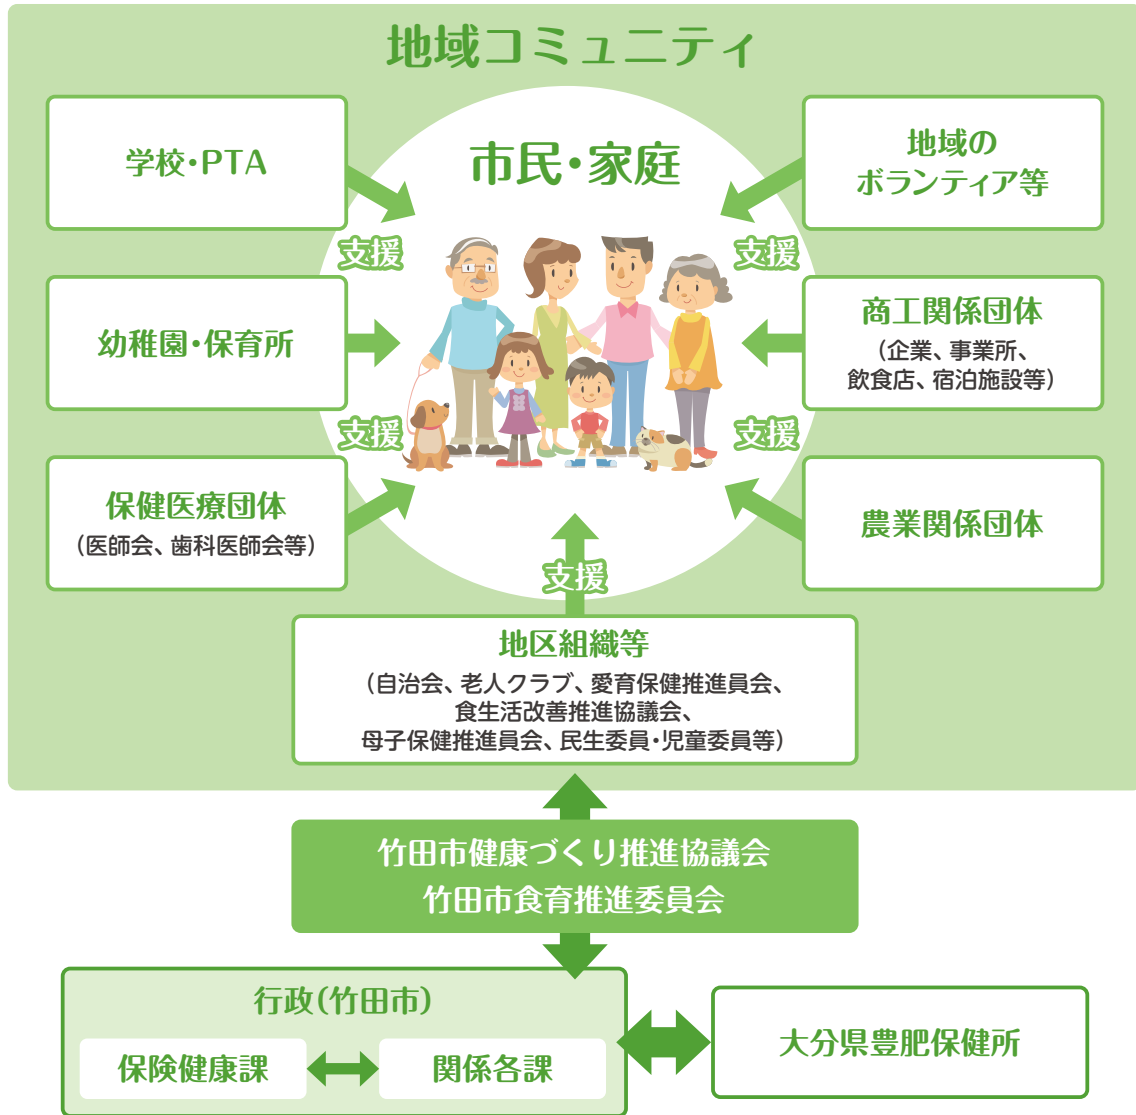 地域コミュニティ
市民・家庭
学校・PTA
地域の
ボランティア等
支援
支援
幼稚園・保育所
商工関係団体
（企業、事業所、
飲食店、宿泊施設等）
支援
支援
保健医療団体
（医師会、歯科医師会等）
農業関係団体
支援
地区組織等
（自治会、老人クラブ、愛育保健推進員会、
食生活改善推進協議会、
母子保健推進員会、民生委員・児童委員等）
竹田市健康づくり推進協議会
竹田市食育推進委員会
行政（竹田市）
保険健康課
関係各課
大分県豊肥保健所